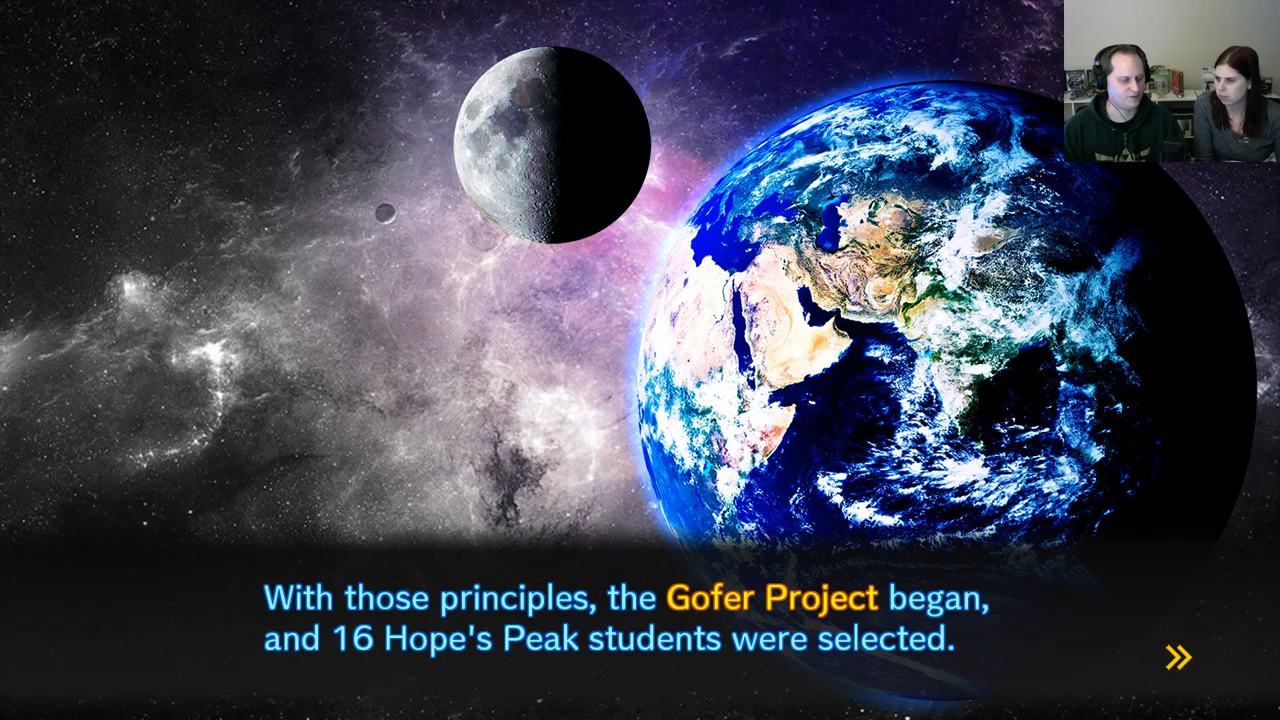 With those principles, the Gofer Project began,
and 16 Hope's Peak students were selected.